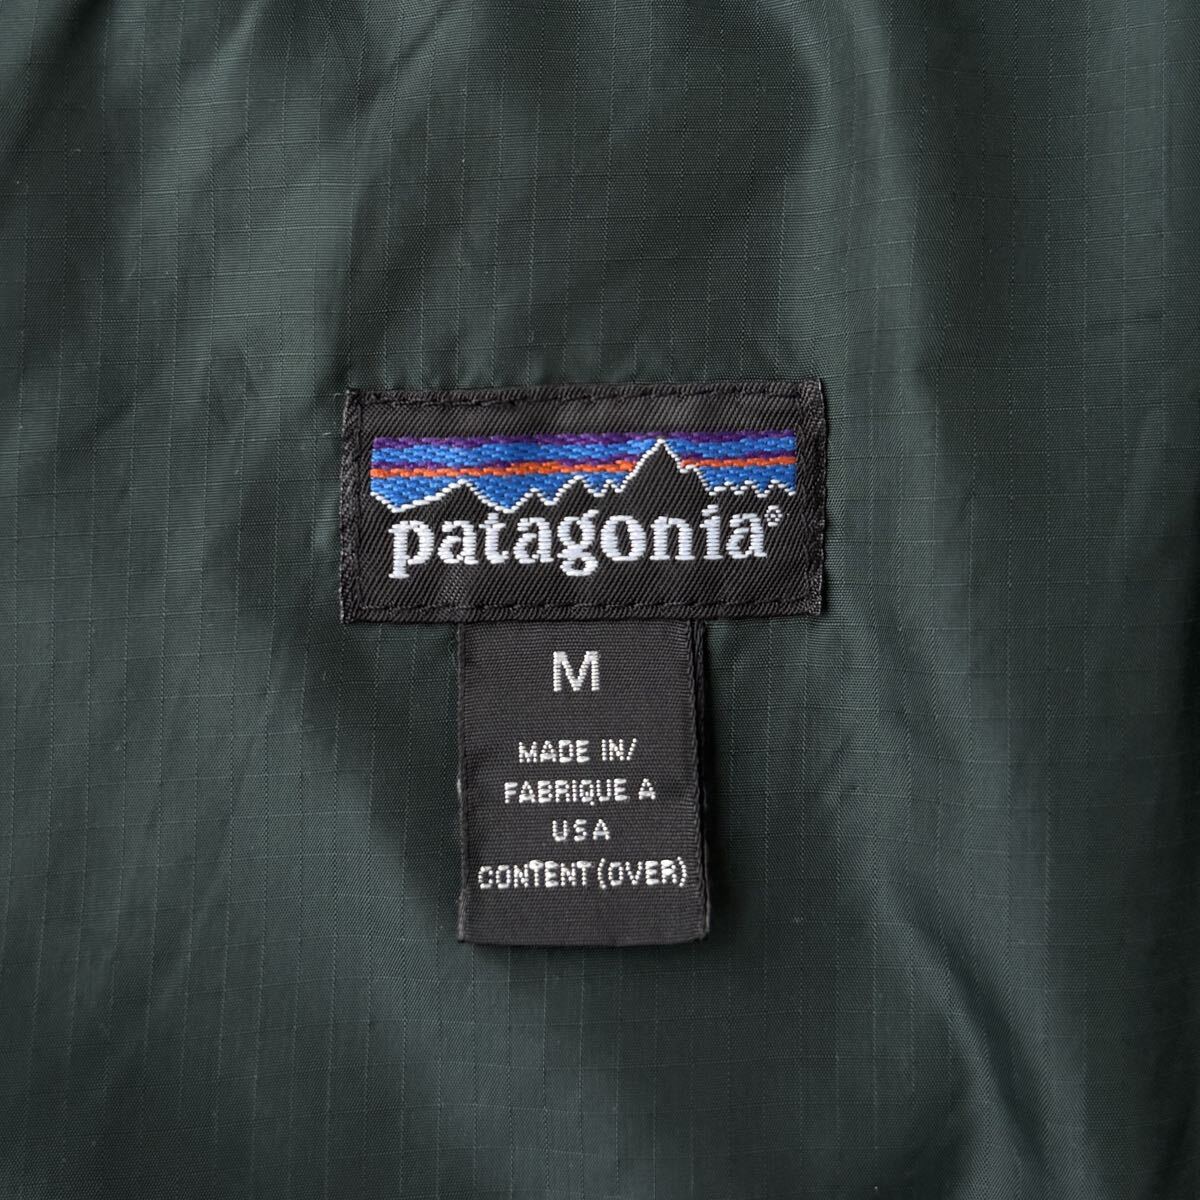 patagonia®
M
MADE IN/
FABRIQUE A
USA
CONTENT (OVER)